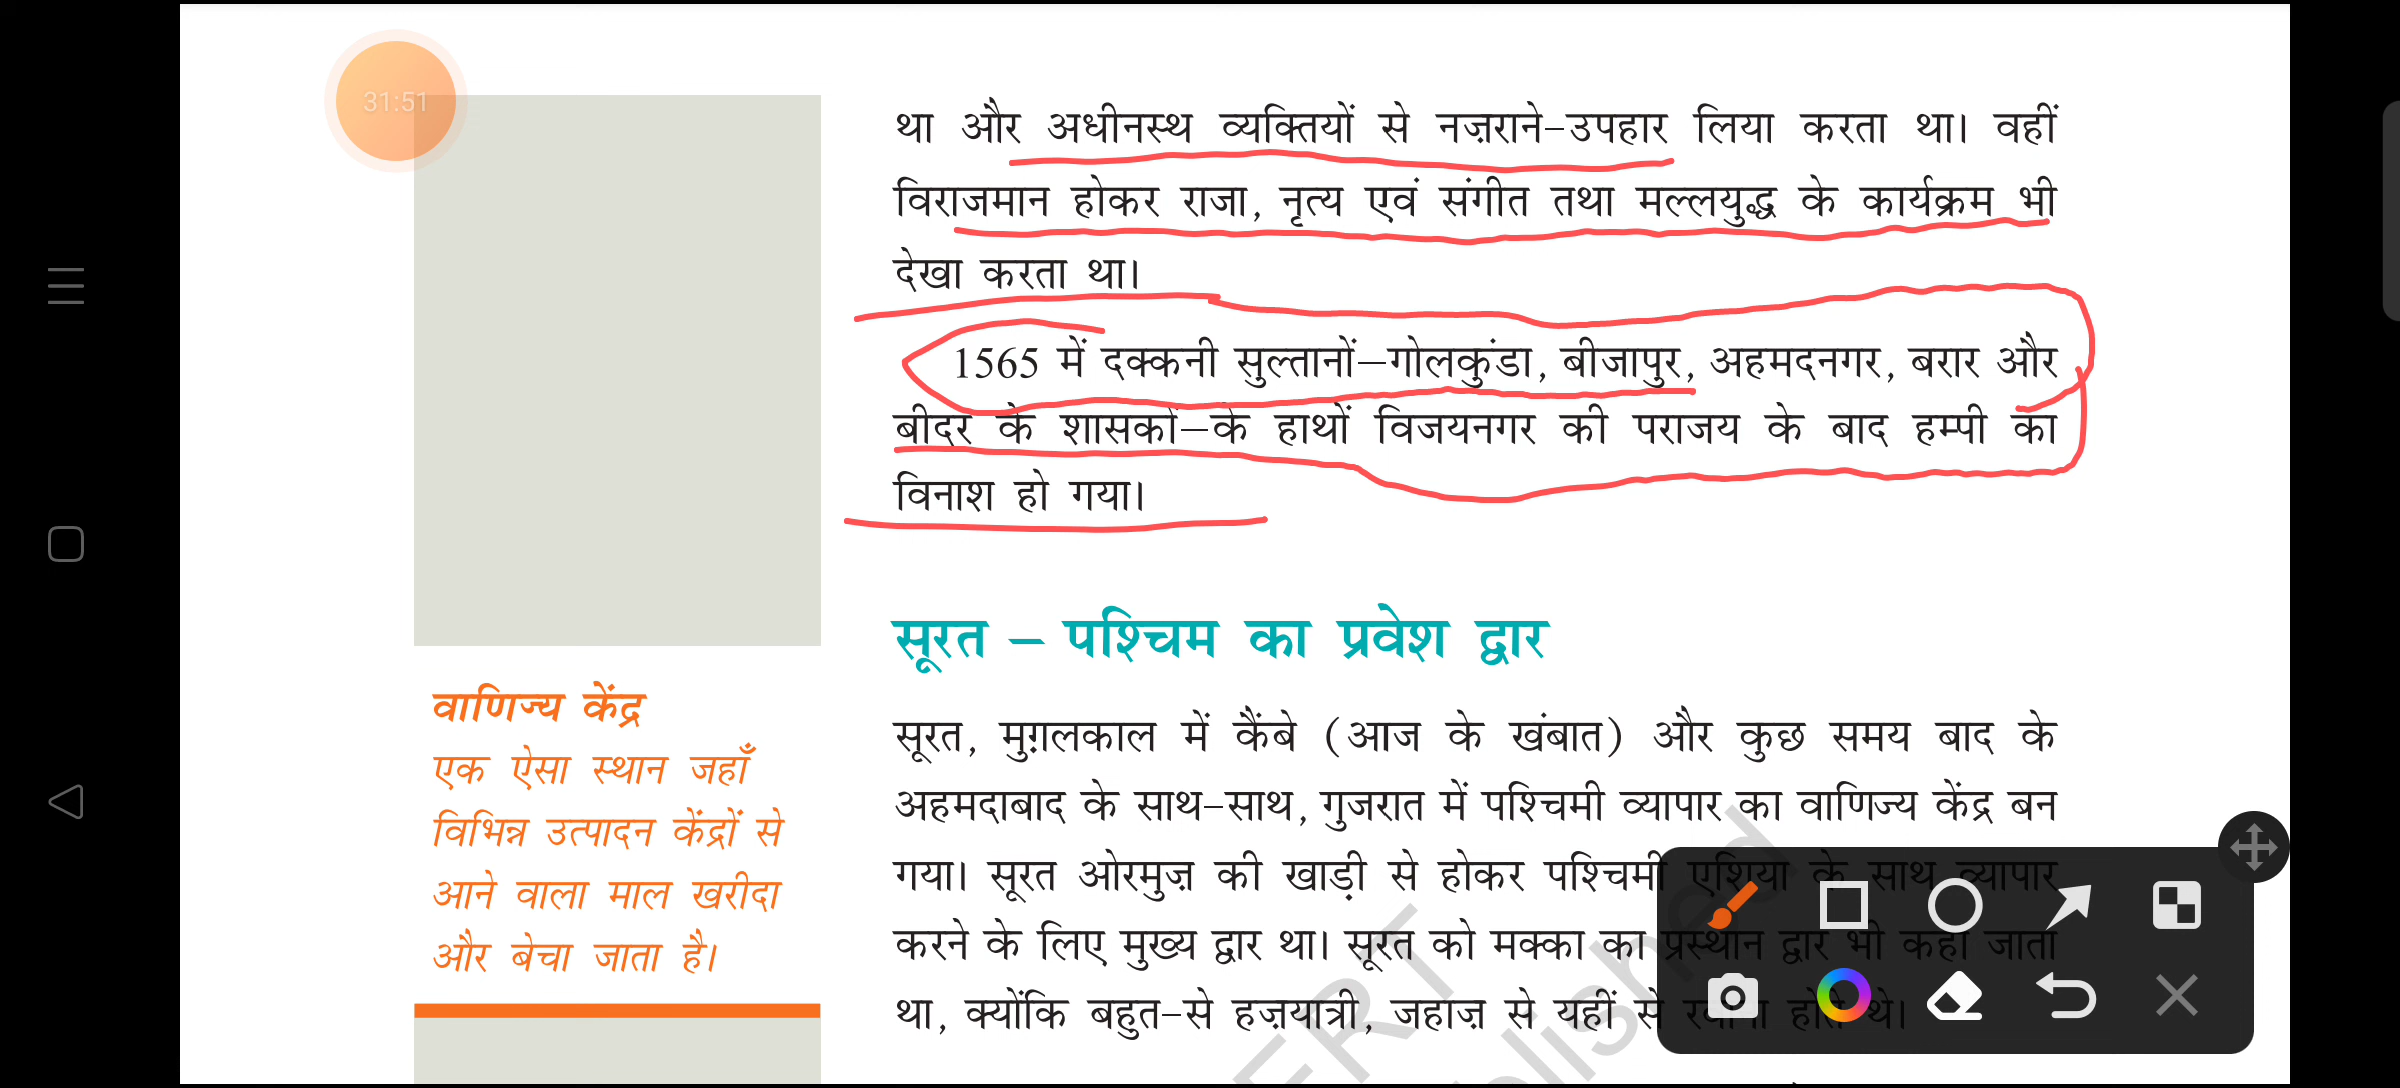 31:51
था और अधीनस्थ व्यक्तियों से नज़राने-उपहार लिया करता था। वहीं
विराजमान होकर राजा, नृत्य एवं संगीत तथा मल्लयुद्ध के कार्यक्रम भी
देखा करता था।
1565 में दक्कनी सुल्तानों–गोलकुंडा, बीजापुर, अहमदनगर, बरार और
बीदर के शासकों–के हाथों विजयनगर की पराजय के बाद हम्पी का
विनाश हो गया।
सूरत – पश्चिम का प्रवेश द्वार
सूरत, मुग़लकाल में कैंबे (आज के खंबात) और कुछ समय बाद के
अहमदाबाद के साथ-साथ, गुजरात में पश्चिमी व्यापार का वाणिज्य केंद्र बन
गया। सूरत ओरमुज़ की खाड़ी से होकर पश्चिमी एशिया के साथ व्यापार
करने के लिए मुख्य द्वार था। सूरत को मक्का का प्रस्थान द्वार भी कहा जाता
था, क्योंकि बहुत-से हज़यात्री, जहाज़ से यहीं से रवाना होते थे।
वाणिज्य केंद्र
एक ऐसा स्थान जहाँ
विभिन्न उत्पादन केंद्रों से
आने वाला माल खरीदा
और बेचा जाता है।